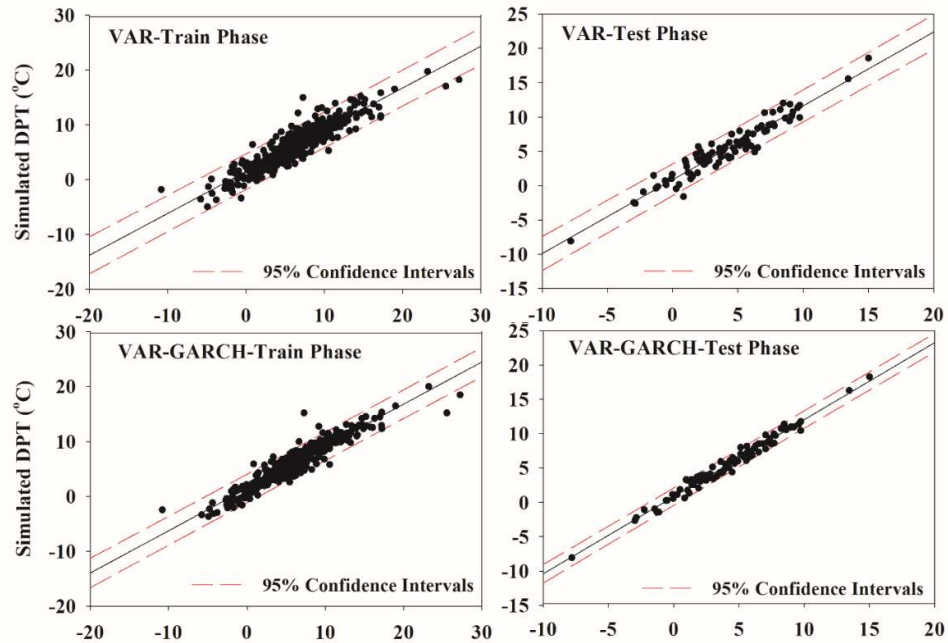 30
VAR-Train Phase
20
10
0
-10
-20
Simulated DPT (°C)
95% Confidence Intervals
-20 -10 0 10 20 30
25
VAR-Test Phase
20
15
10
5
0
-5
-10
-15
95% Confidence Intervals
-10 -5 0 5 10 15 20
30
VAR-GARCH-Train Phase
20
10
0
-10
-20
Simulated DPT (°C)
95% Confidence Intervals
-20 -10 0 10 20 30
25
VAR-GARCH-Test Phase
20
15
10
5
0
-5
-10
-15
95% Confidence Intervals
-10 -5 0 5 10 15 20